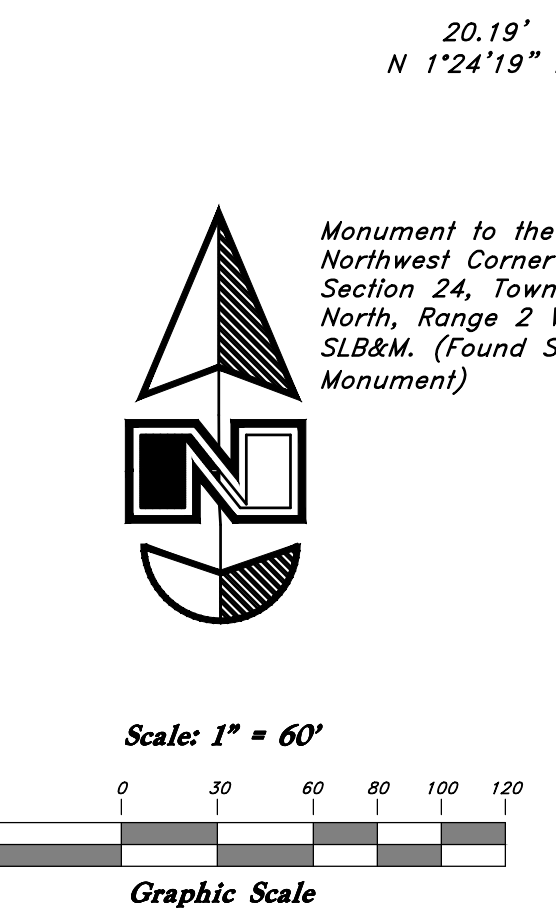 20.19’
N 1°24’19”
Monument to the
Northwest Corner
Section 24, Town
North, Range 2
SLB&M. (Found S
Monument)
N
Scale: 1” = 60’
0 30 60 80 100 120
Graphic Scale